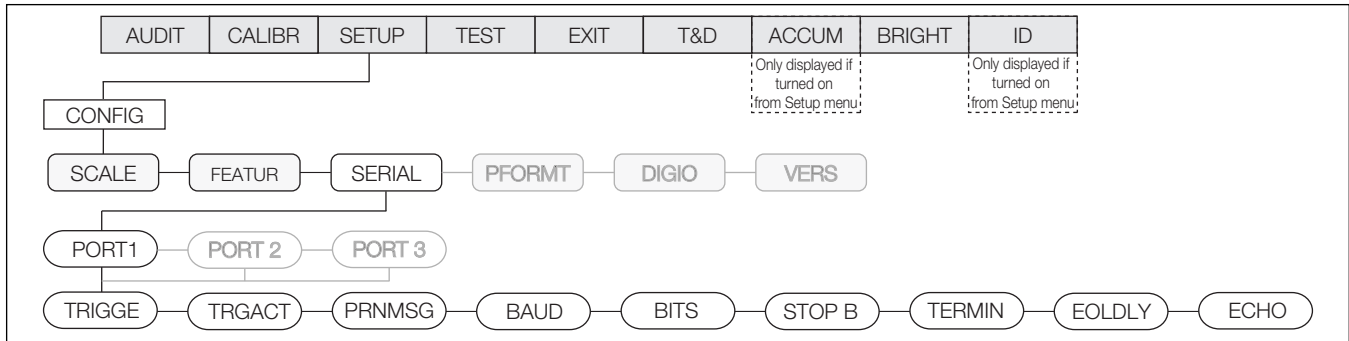 AUDIT CALIBR SETUP TEST EXIT T&D ACCUM BRIGHT ID
Only displayed if
turned on
from Setup menu
Only displayed if
turned on
from Setup menu
CONFIG
SCALE FEATUR SERIAL PFORMT DIGIO VERS
PORT1 PORT 2 PORT 3
TRIGGE TRGACT PRNMSG BAUD BITS STOP B TERMIN EOLDLY ECHO